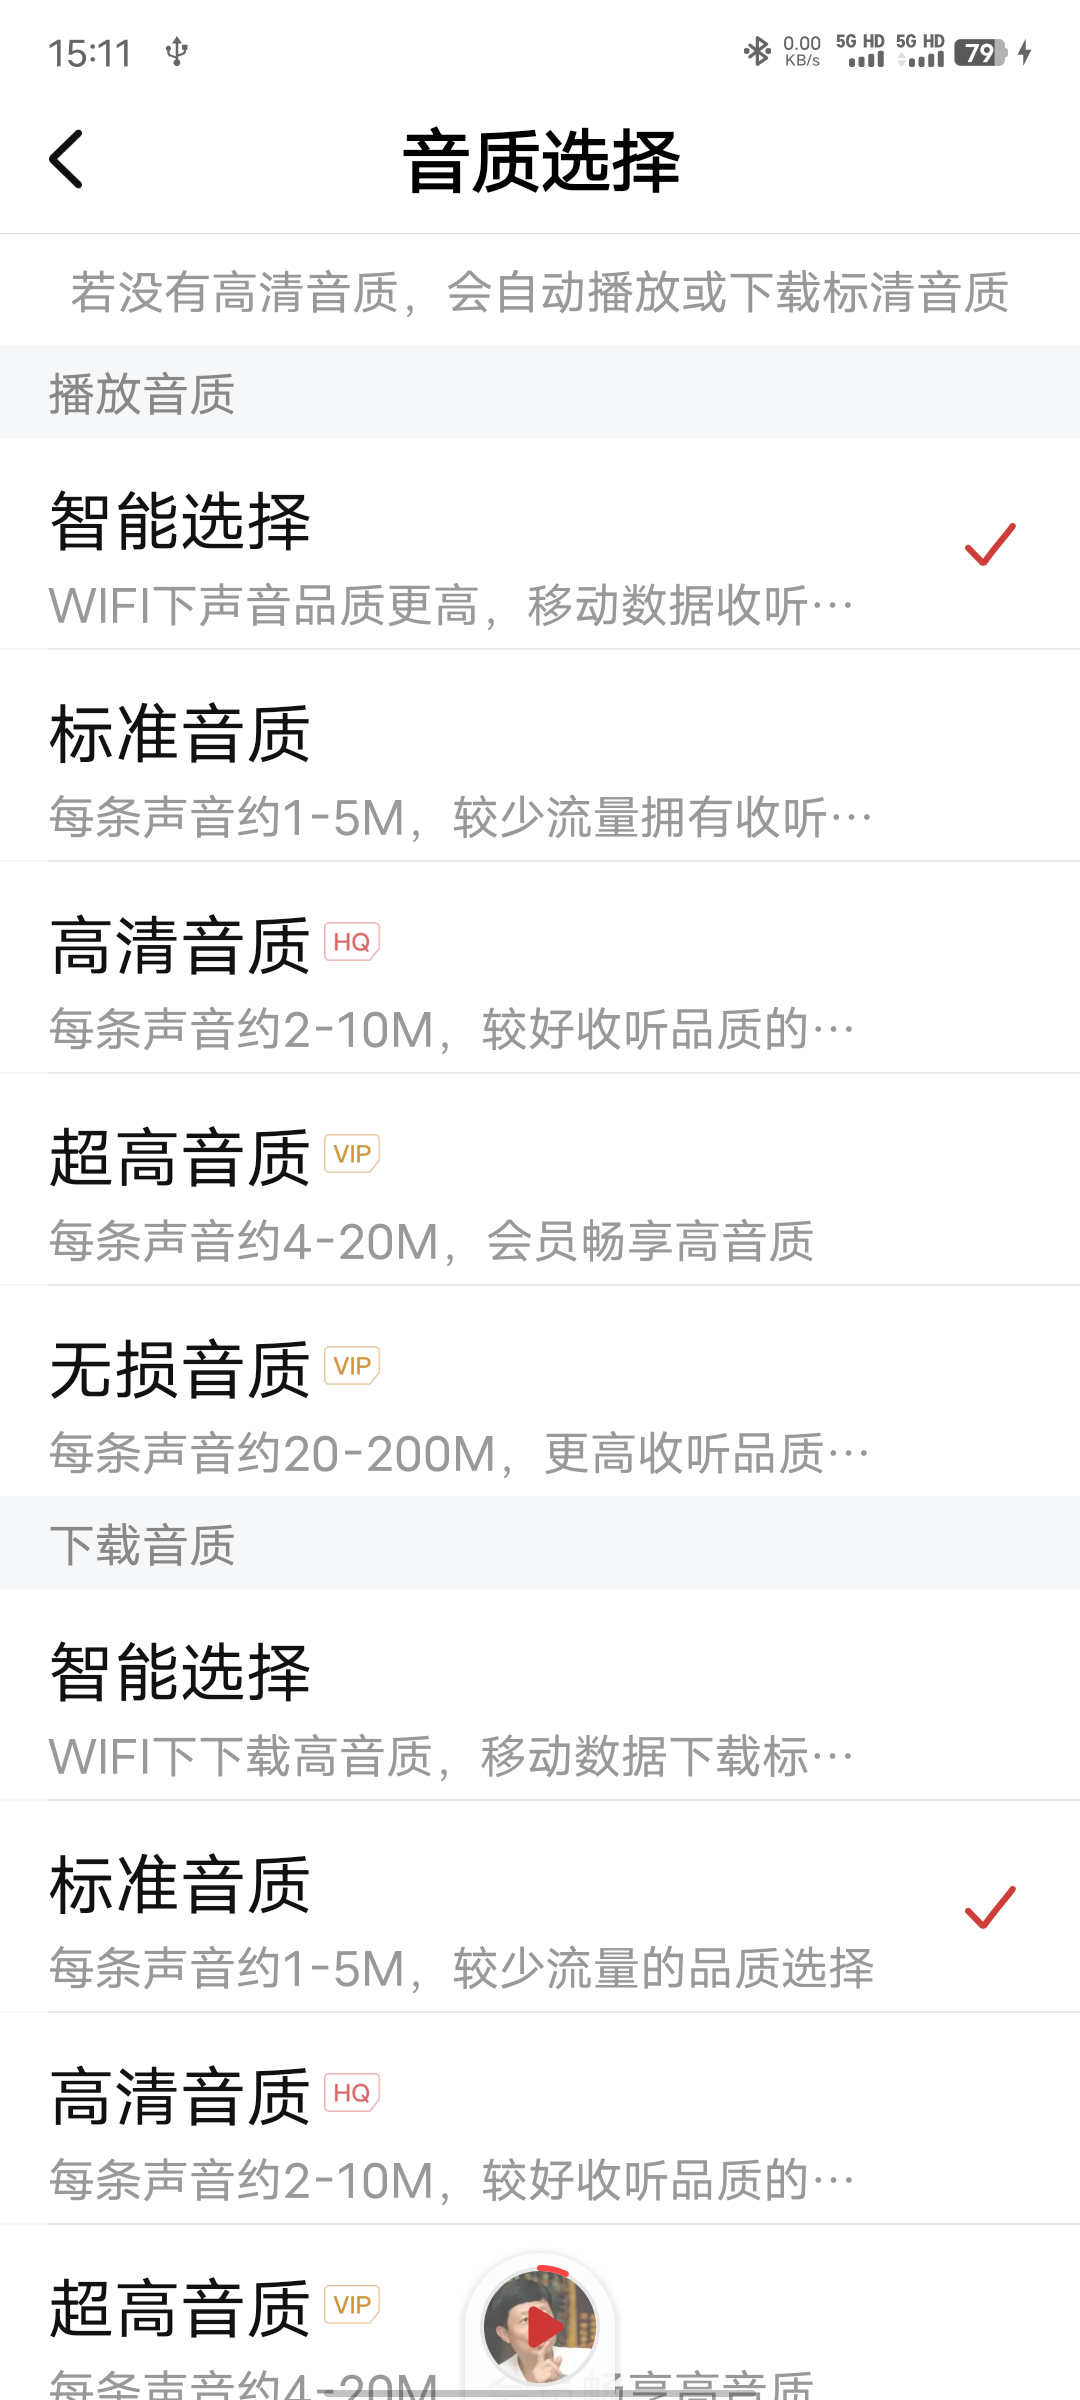 15:11
0.00 KB/s 5G HD 5G HD 79
音质选择
若没有高清音质，会自动播放或下载标清音质
播放音质
智能选择
WIFI下声音品质更高，移动数据收听…
标准音质
每条声音约1-5M，较少流量拥有收听…
高清音质 HQ
每条声音约2-10M，较好收听品质的…
超高音质 VIP
每条声音约4-20M，会员畅享高音质
无损音质 VIP
每条声音约20-200M，更高收听品质…
下载音质
智能选择
WIFI下下载高音质，移动数据下载标…
标准音质
每条声音约1-5M，较少流量的品质选择
高清音质 HQ
每条声音约2-10M，较好收听品质的…
超高音质 VIP
每条声音约4-20M 畅享高音质